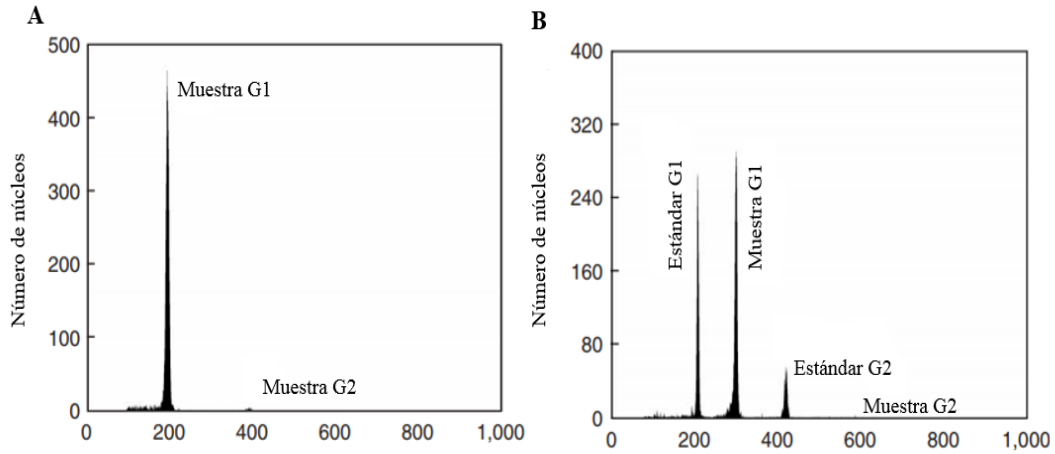 A
500
400
300
200
100
0
Número de núcleos
Muestra G1
Muestra G2
0 200 400 600 800 1,000
B
400
320
240
160
80
0
Número de núcleos
Estándar G1
Muestra G1
Estándar G2
Muestra G2
0 200 400 600 800 1,000